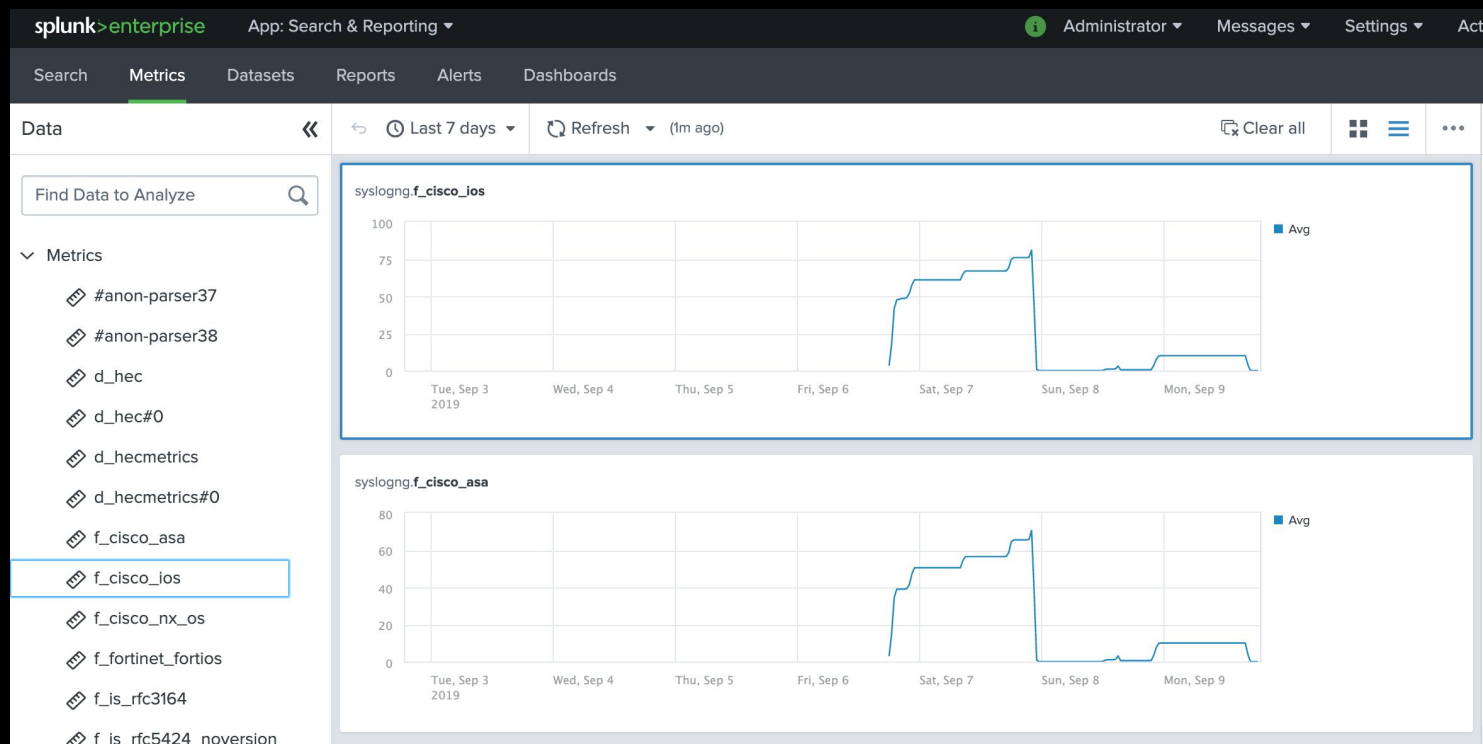 splunk>enterprise App: Search & Reporting i Administrator Messages Settings Act
Search Metrics Datasets Reports Alerts Dashboards
Data Last 7 days Refresh (1m ago) Clear all
Find Data to Analyze
Metrics
#anon-parser37
#anon-parser38
d_hec
d_hec#0
d_hecmetrics
d_hecmetrics#0
f_cisco_asa
f_cisco_ios
f_cisco_nx_os
f_fortinet_fortios
f_is_rfc3164
f_is_rfc5424_noversion
syslogng.f_cisco_ios
100
75
50
25
0
Avg
Tue, Sep 3 Wed, Sep 4 Thu, Sep 5 Fri, Sep 6 Sat, Sep 7 Sun, Sep 8 Mon, Sep 9
2019
syslogng.f_cisco_asa
80
60
40
20
0
Avg
Tue, Sep 3 Wed, Sep 4 Thu, Sep 5 Fri, Sep 6 Sat, Sep 7 Sun, Sep 8 Mon, Sep 9
2019